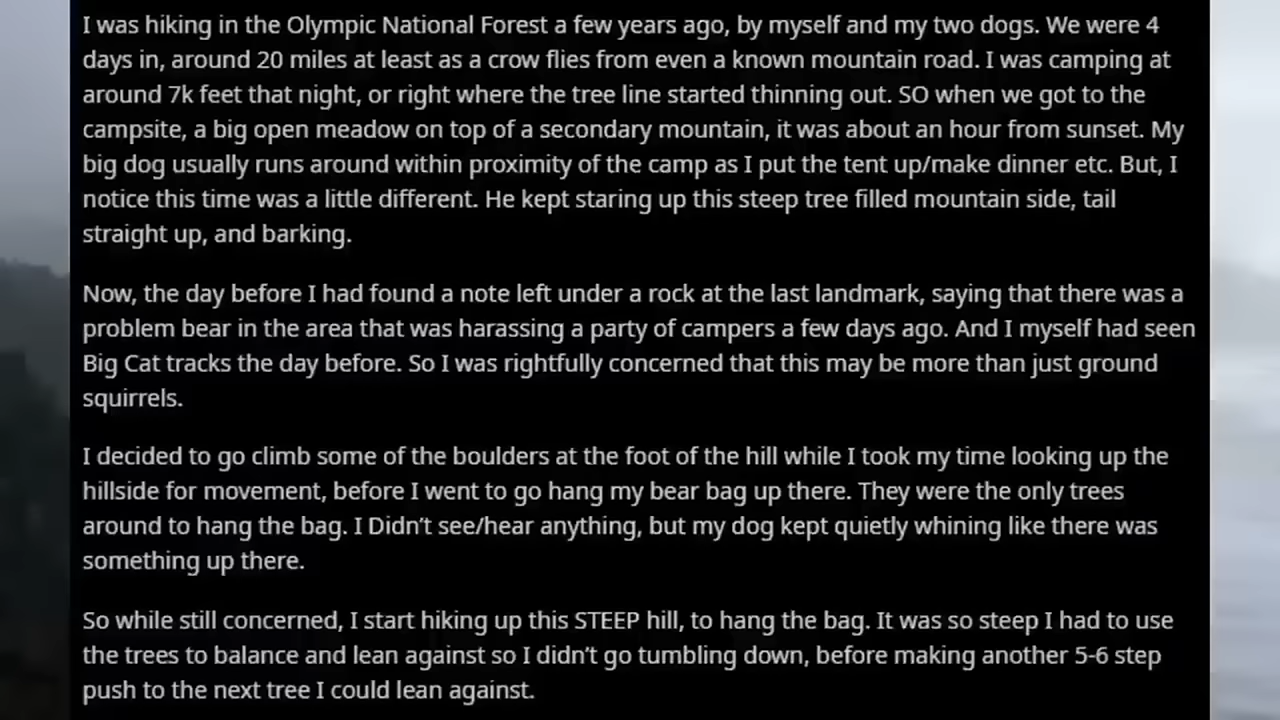 I was hiking in the Olympic National Forest a few years ago, by myself and my two dogs. We were 4
days in, around 20 miles at least as a crow flies from even a known mountain road. I was camping at
around 7k feet that night, or right where the tree line started thinning out. SO when we got to the
campsite, a big open meadow on top of a secondary mountain, it was about an hour from sunset. My
big dog usually runs around within proximity of the camp as I put the tent up/make dinner etc. But, I
notice this time was a little different. He kept staring up this steep tree filled mountain side, tail
straight up, and barking.
Now, the day before I had found a note left under a rock at the last landmark, saying that there was a
problem bear in the area that was harassing a party of campers a few days ago. And I myself had seen
Big Cat tracks the day before. So I was rightfully concerned that this may be more than just ground
squirrels.
I decided to go climb some of the boulders at the foot of the hill while I took my time looking up the
hillside for movement, before I went to go hang my bear bag up there. They were the only trees
around to hang the bag. I Didn't see/hear anything, but my dog kept quietly whining like there was
something up there.
So while still concerned, I start hiking up this STEEP hill, to hang the bag. It was so steep I had to use
the trees to balance and lean against so I didn't go tumbling down, before making another 5-6 step
push to the next tree I could lean against.